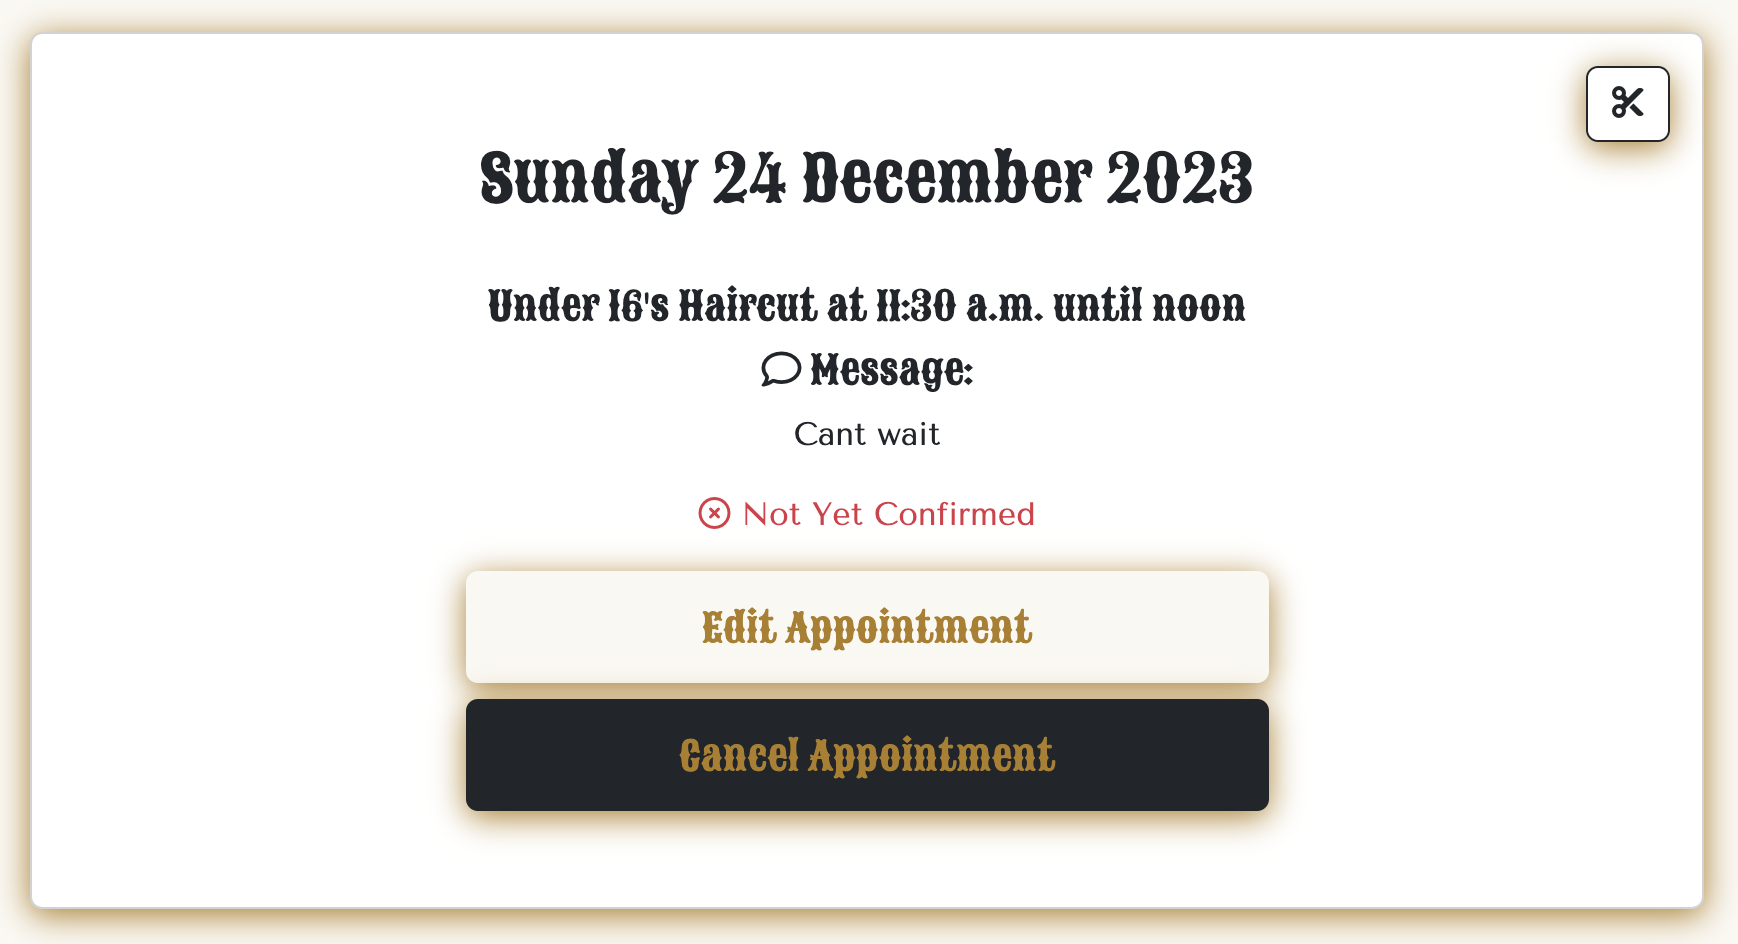 Sunday 24 December 2023
Under 16's Haircut at 11:30 a.m. until noon
Message:
Cant wait
Not Yet Confirmed
Edit Appointment
Cancel Appointment